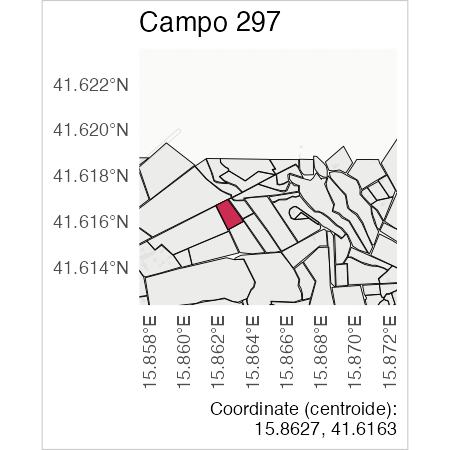 Campo 297
41.622°N
41.620°N
41.618°N
41.616°N
41.614°N
15.858°E
15.860°E
15.862°E
15.864°E
15.866°E
15.868°E
15.870°E
15.872°E
Coordinate (centroide):
15.8627, 41.6163